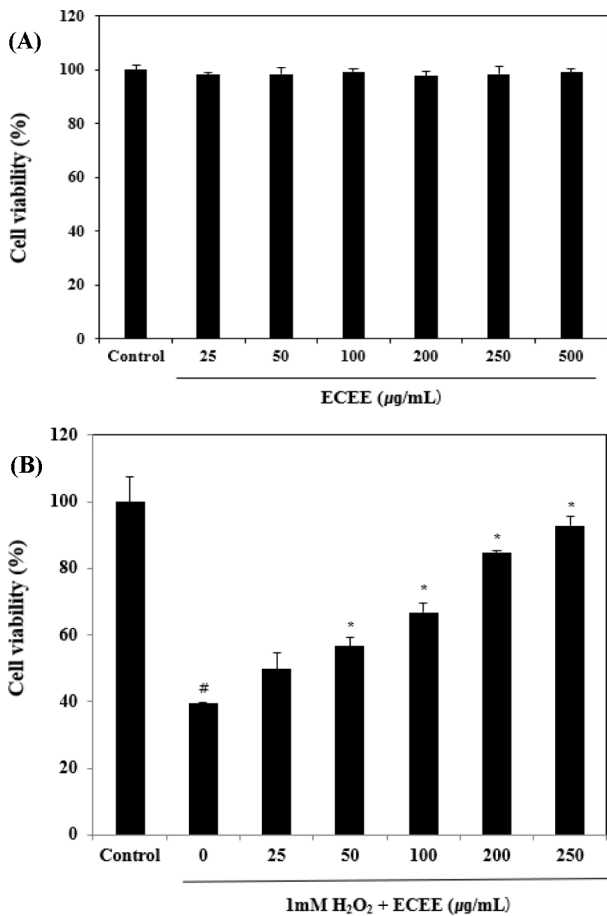 (A)
Cell viability (%)
120
100
80
60
40
20
0
Control 25 50 100 200 250 500
ECEE (µg/mL)
(B)
Cell viability (%)
120
100
80
60
40
20
0
# * * * *
Control 0 25 50 100 200 250
1mM H₂O₂ + ECEE (µg/mL)